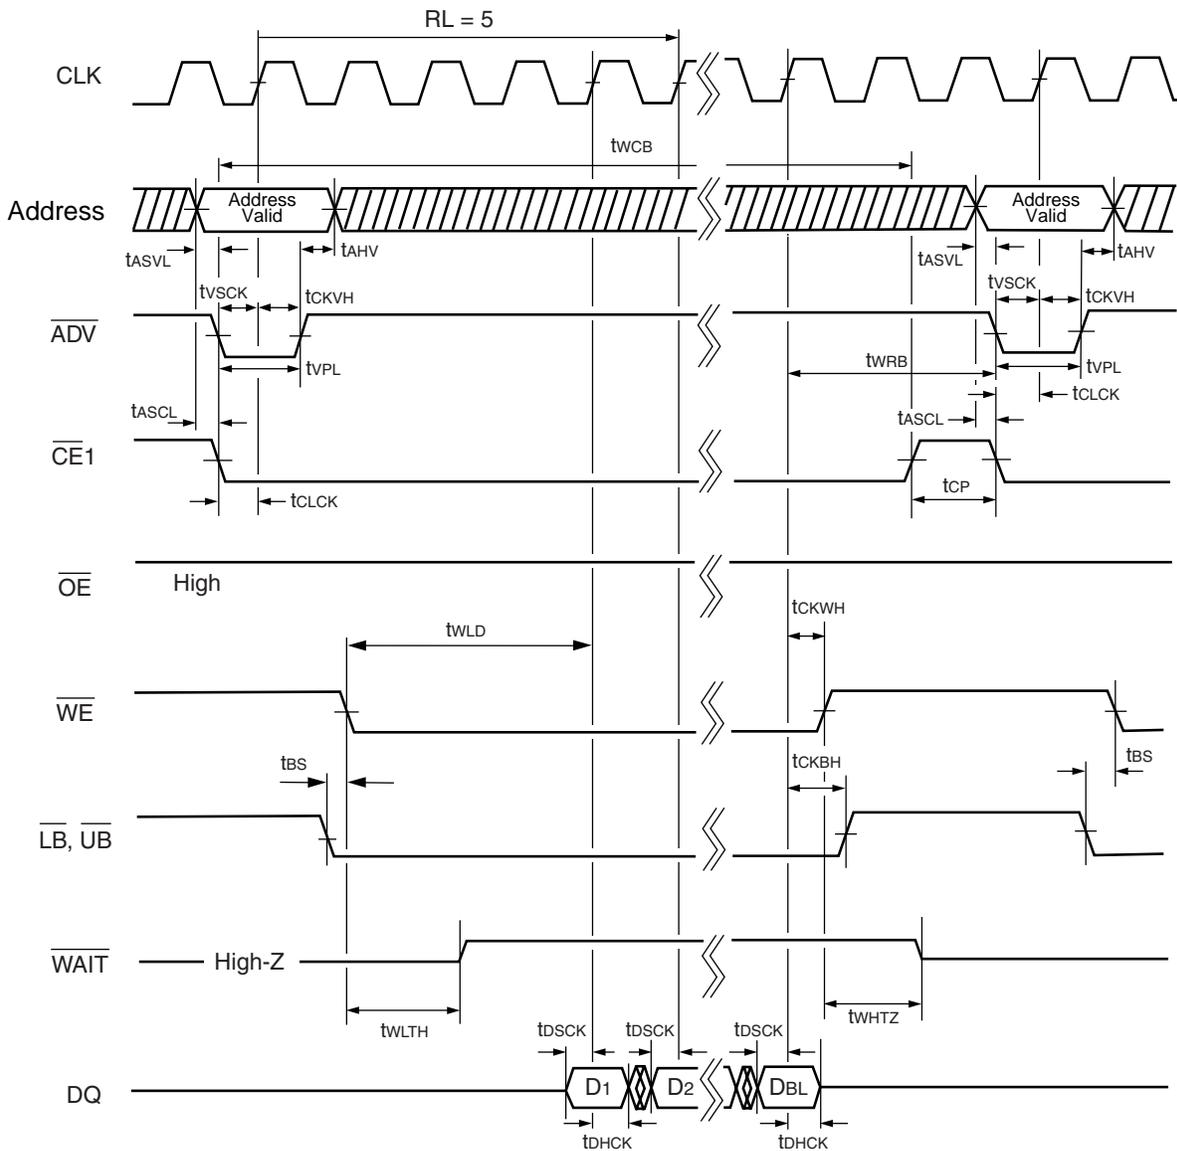 RL = 5
CLK
tWCB
Address
Address Valid
Address Valid
tASVL
tAHV
tASVL
tAHV
tVSCK
tCKVH
tVSCK
tCKVH
ADV
tVPL
tWRB
tVPL
tASCL
tASCL
tCLCK
CE1
tCLCK
tCP
OE
High
tCKWH
tWLD
WE
tBS
tCKBH
tBS
LB, UB
WAIT
High-Z
tWLTH
tWHTZ
tDSCK
tDSCK
tDSCK
DQ
D1
D2
DBL
tDHCK
tDHCK